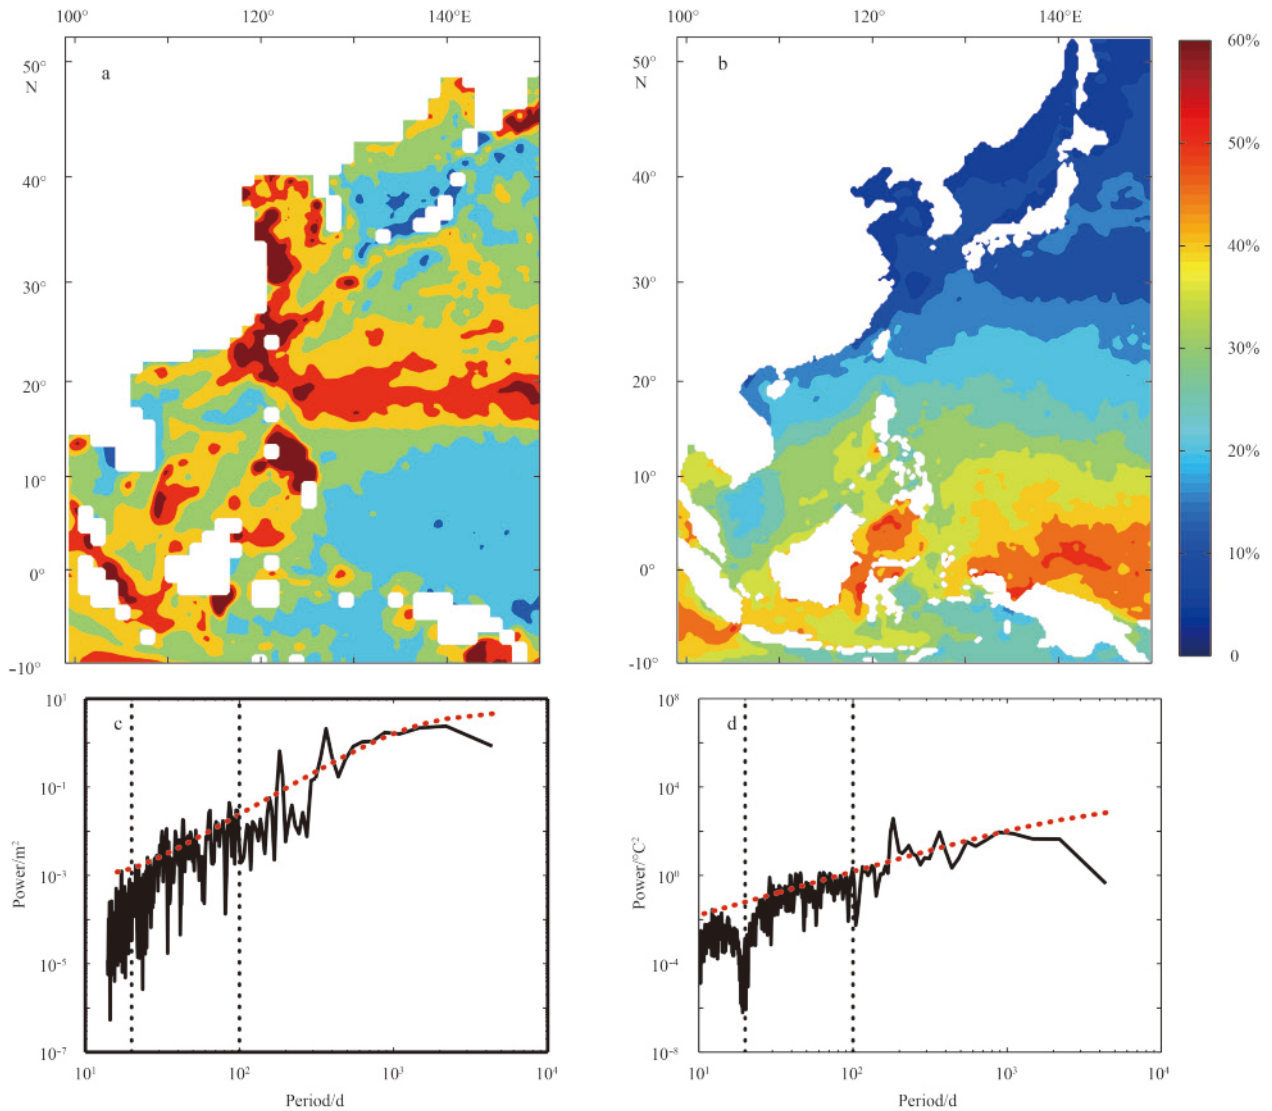 100° 120° 140°E
100° 120° 140°E
a
b
50°
N
40°
30°
20°
10°
0°
-10°
50°
N
40°
30°
20°
10°
0°
-10°
60%
50%
40%
30%
20%
10%
0
c
10¹
10⁻¹
10⁻³
10⁻⁵
10⁻⁷
Power/m²
10¹ 10² 10³ 10⁴
Period/d
d
10⁸
10⁴
10⁰
10⁻⁴
10⁻⁸
Power/°C²
10¹ 10² 10³ 10⁴
Period/d